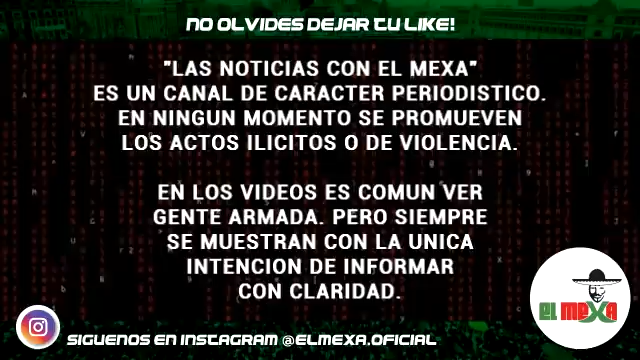 NO OLVIDES DEJAR TU LIKE!
"LAS NOTICIAS CON EL MEXA"
ES UN CANAL DE CARACTER PERIODISTICO.
EN NINGUN MOMENTO SE PROMUEVEN
LOS ACTOS ILICITOS O DE VIOLENCIA.
EN LOS VIDEOS ES COMUN VER
GENTE ARMADA. PERO SIEMPRE
SE MUESTRAN CON LA UNICA
INTENCION DE INFORMAR
CON CLARIDAD.
EL MEXA
SIGUENOS EN INSTAGRAM @ELMEXA.OFICIAL